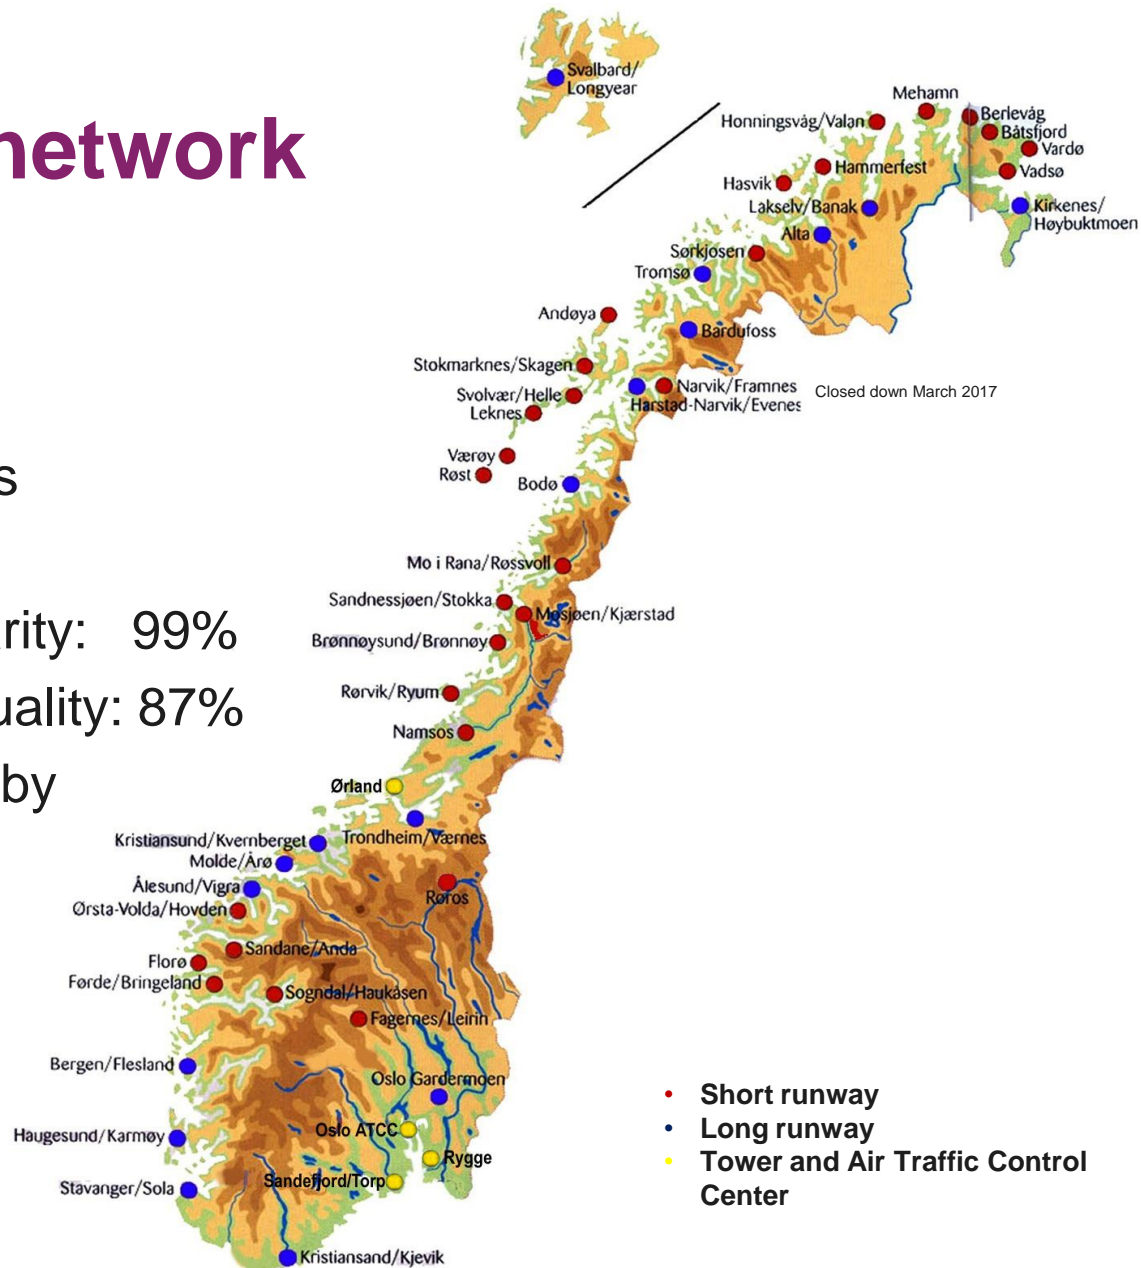 network
s
rity: 99%
uality: 87%
by
Svalbard/
Longyear
Mehamn
Honningsvåg/Valan
Berlevåg
Båtsfjord
Vardø
Hammerfest
Vadsø
Hasvik
Lakselv/Banak
Kirkenes/
Høybuktmoen
Alta
Sørkjosen
Tromsø
Andøya
Bardufoss
Stokmarknes/Skagen
Narvik/Framnes
Closed down March 2017
Svolvær/Helle
Harstad-Narvik/Evenes
Leknes
Værøy
Røst
Bodø
Mo i Rana/Røssvoll
Sandnessjøen/Stokka
Mosjøen/Kjærstad
Brønnøysund/Brønnøy
Rørvik/Ryum
Namsos
Ørland
Trondheim/Værnes
Kristiansund/Kvernberget
Molde/Årø
Ålesund/Vigra
Røros
Ørsta-Volda/Hovden
Sandane/Anda
Florø
Førde/Bringeland
Sogndal/Haukåsen
Fagernes/Leirin
Bergen/Flesland
Oslo Gardermoen
Oslo ATCC
Haugesund/Karmøy
Rygge
Sandefjord/Torp
Stavanger/Sola
Kristiansand/Kjevik
• Short runway
• Long runway
• Tower and Air Traffic Control
Center